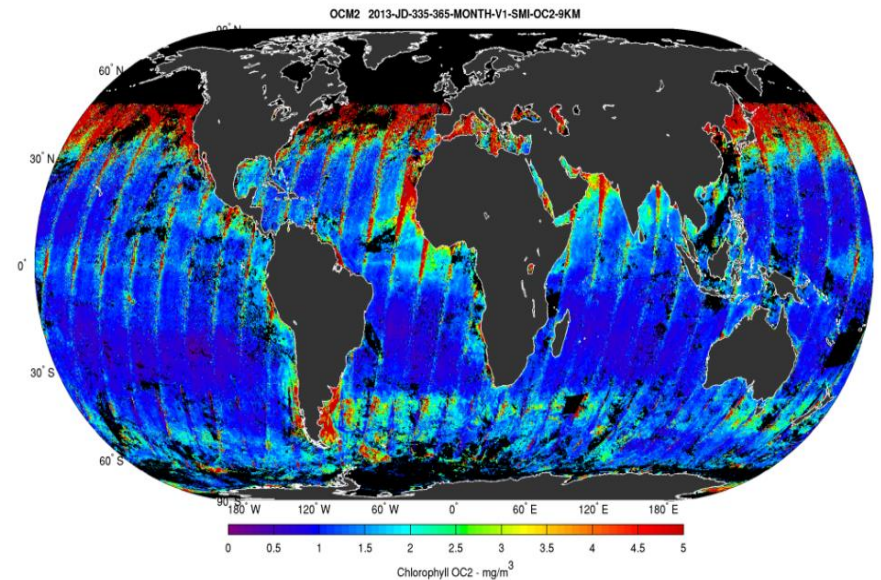 OCM2 2013-JD-335-365-MONTH-V1-SMI-OC2-9KM
90° N
60° N
30° N
0°
30° S
60° S
90° S
180° W 120° W 60° W 0° 60° E 120° E 180° E
0 0.5 1 1.5 2 2.5 3 3.5 4 4.5 5
Chlorophyll OC2 - mg/m³